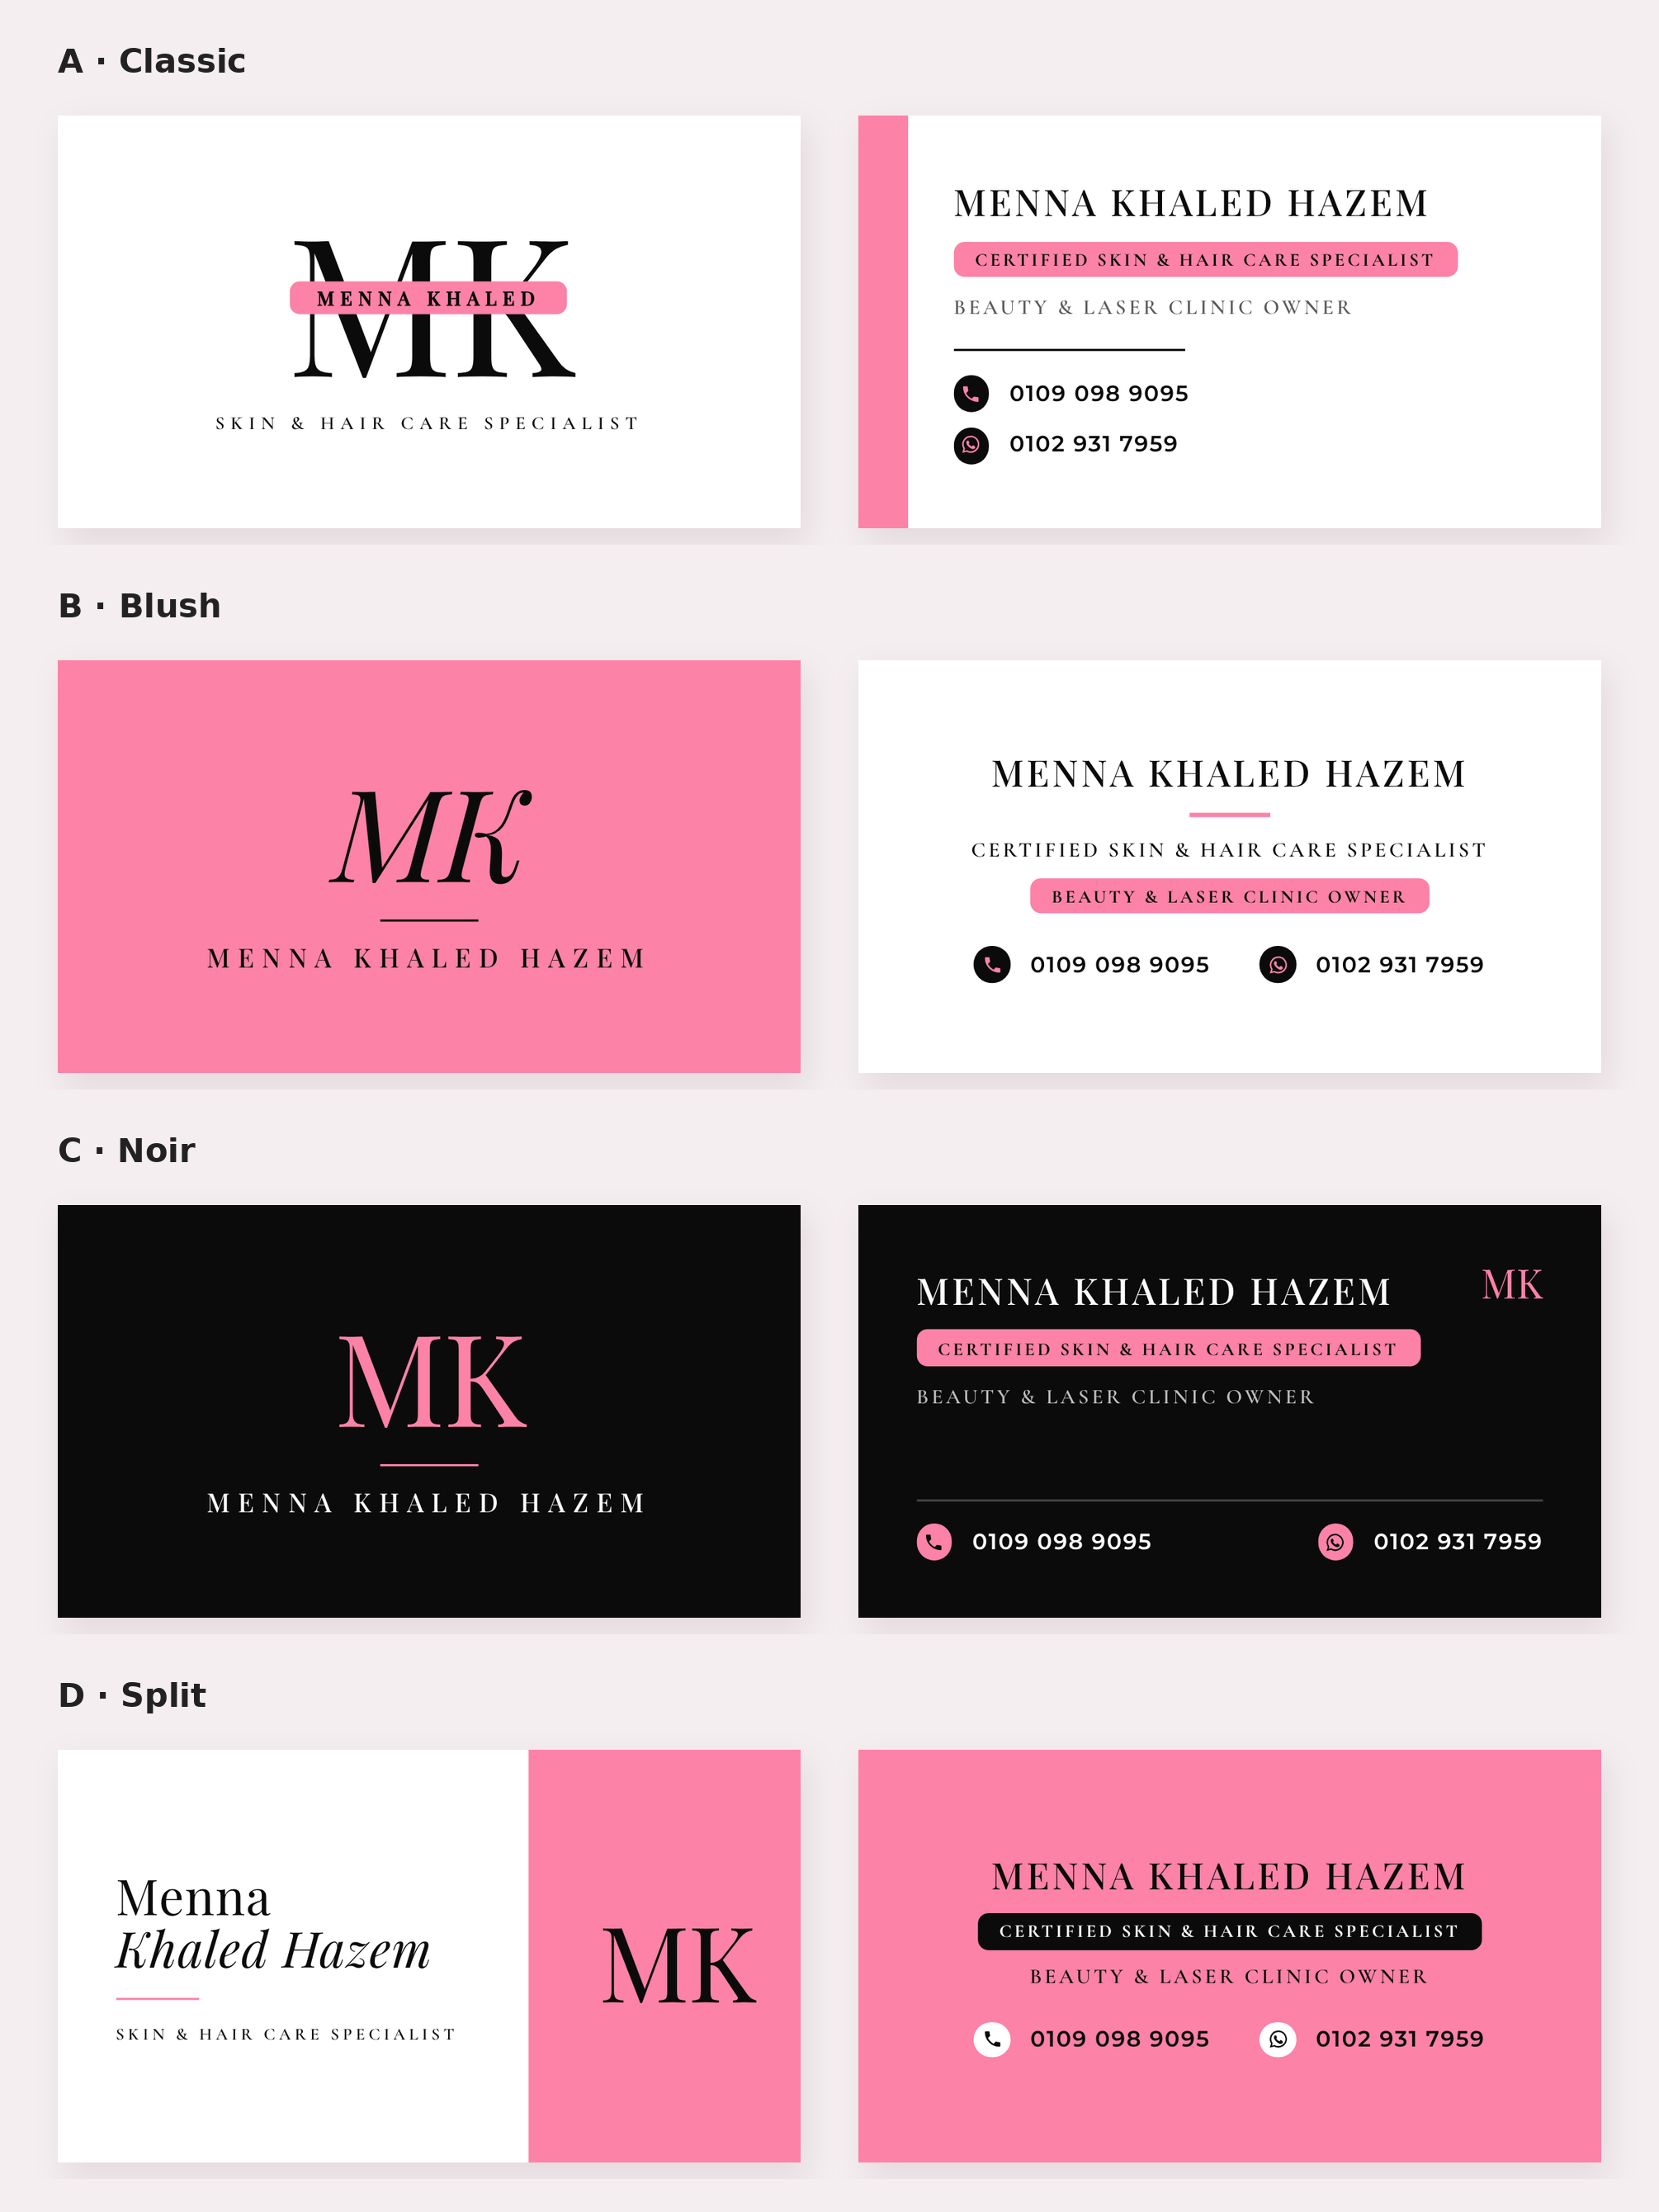 A · Classic
MK
MENNA KHALED
SKIN & HAIR CARE SPECIALIST
MENNA KHALED HAZEM
CERTIFIED SKIN & HAIR CARE SPECIALIST
BEAUTY & LASER CLINIC OWNER
0109 098 9095
0102 931 7959
B · Blush
MK
MENNA KHALED HAZEM
MENNA KHALED HAZEM
CERTIFIED SKIN & HAIR CARE SPECIALIST
BEAUTY & LASER CLINIC OWNER
0109 098 9095
0102 931 7959
C · Noir
MK
MENNA KHALED HAZEM
MENNA KHALED HAZEM
MK
CERTIFIED SKIN & HAIR CARE SPECIALIST
BEAUTY & LASER CLINIC OWNER
0109 098 9095
0102 931 7959
D · Split
Menna
Khaled Hazem
SKIN & HAIR CARE SPECIALIST
MK
MENNA KHALED HAZEM
CERTIFIED SKIN & HAIR CARE SPECIALIST
BEAUTY & LASER CLINIC OWNER
0109 098 9095
0102 931 7959